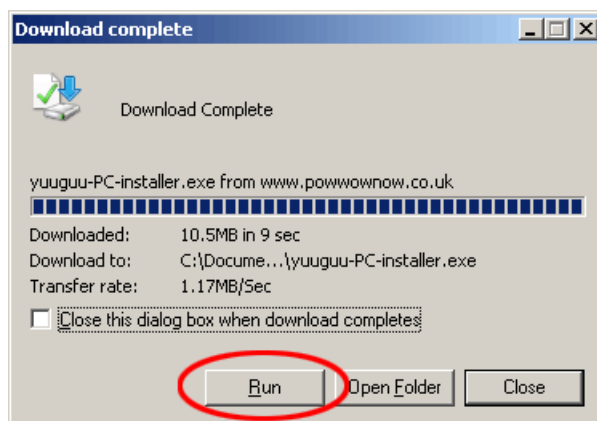 Download complete
Download Complete
yuuguu-PC-installer.exe from www.powwownow.co.uk
Downloaded: 10.5MB in 9 sec
Download to: C:\Docume...\yuuguu-PC-installer.exe
Transfer rate: 1.17MB/Sec
Close this dialog box when download completes
Run Open Folder Close